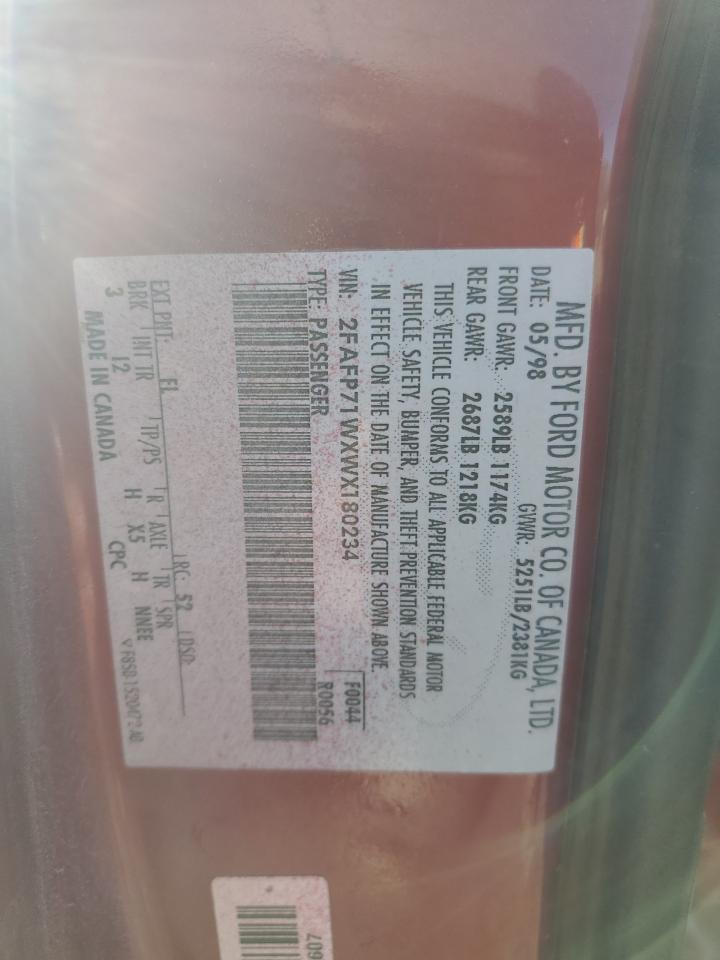 MFD. BY FORD MOTOR CO. OF CANADA, LTD.
DATE: 05/98 GVWR: 5251LB/2381KG
FRONT GAWR: 2589LB 1174KG
REAR GAWR: 2687LB 1218KG
THIS VEHICLE CONFORMS TO ALL APPLICABLE FEDERAL MOTOR
VEHICLE SAFETY, BUMPER, AND THEFT PREVENTION STANDARDS
IN EFFECT ON THE DATE OF MANUFACTURE SHOWN ABOVE.
VIN: 2FAFP71WXWX180234 F0044
TYPE: PASSENGER R0056
EXT PNT: EL RC: 52 DSO:
BRK INT TR TP/PS R AXLE TR SPR
3 12 H X5 H NNEE
MADE IN CANADA CPC